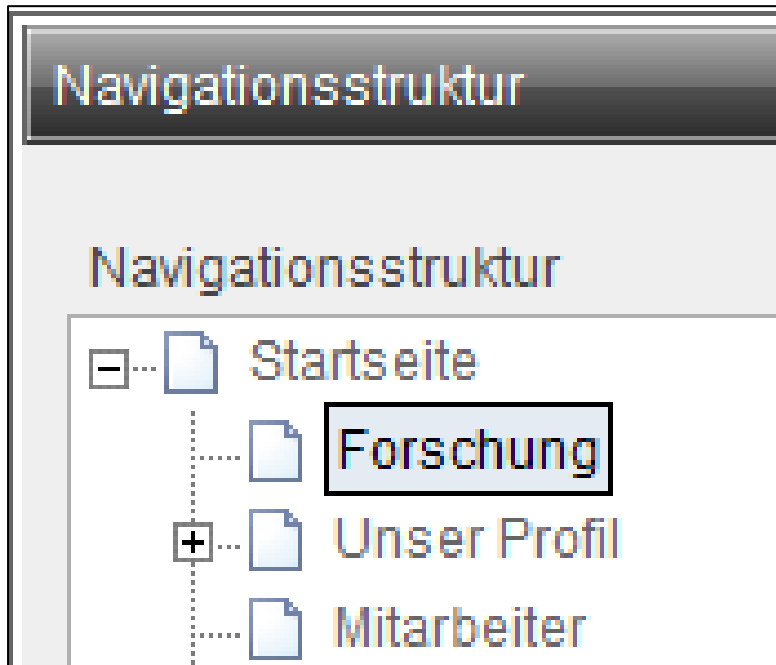 Navigationsstruktur
Navigationsstruktur
Startseite
Forschung
Unser Profil
Mitarbeiter